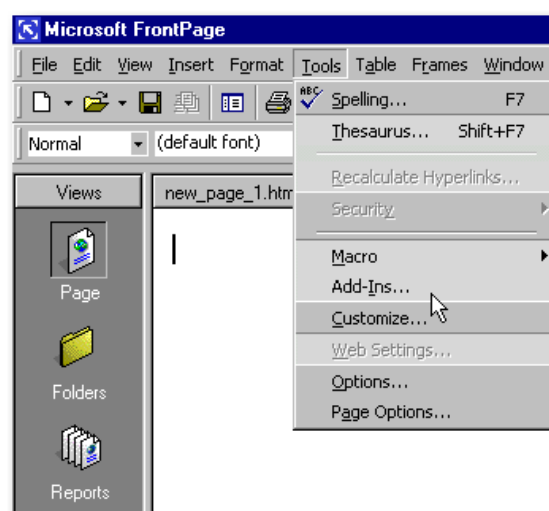 Microsoft FrontPage
File Edit View Insert Format Tools Table Frames Window
ABC Spelling... F7
Normal (default font)
Thesaurus... Shift+F7
Recalculate Hyperlinks...
Security
Macro
Add-Ins...
Customize...
Web Settings...
Options...
Page Options...
Views
new_page_1.htm
Page
Folders
Reports